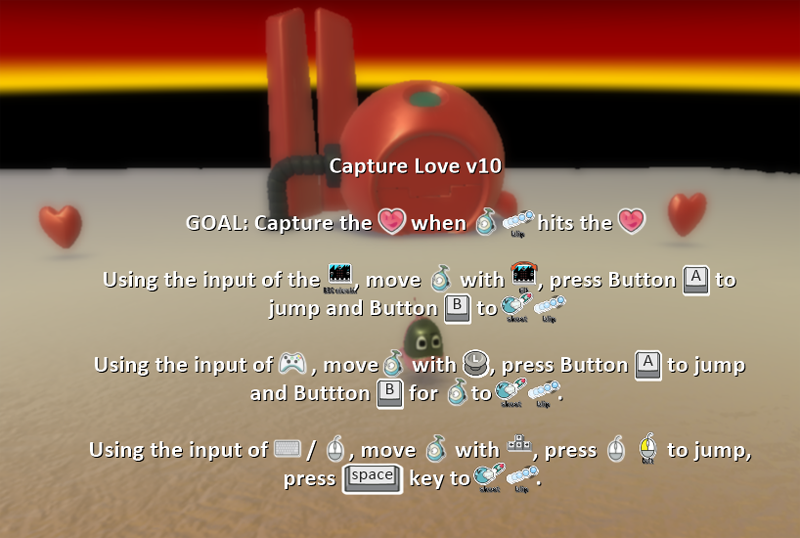 Capture Love v10
GOAL: Capture the when hits the
Using the input of the , move with , press Button A to
jump and Button B to
Using the input of , move with L, press Button A to jump
and Buttton B for to .
Using the input of / , move with , press to jump,
press space key to .